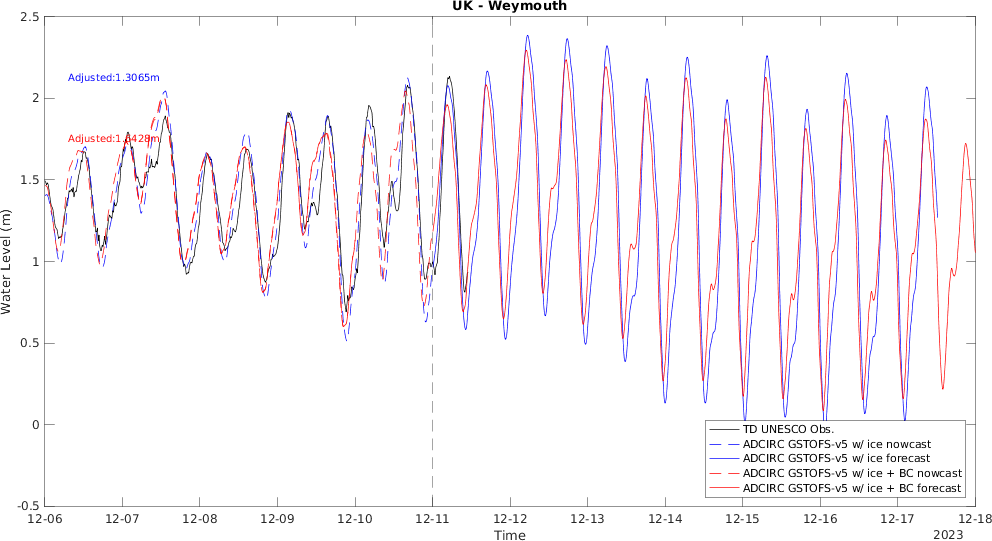 UK - Weymouth
2.5
2
1.5
1
0.5
0
-0.5
Water Level (m)
Adjusted:1.3065m
TD UNESCO Obs.
ADCIRC GSTOFS-v5 w/ ice nowcast
ADCIRC GSTOFS-v5 w/ ice forecast
ADCIRC GSTOFS-v5 w/ ice + BC nowcast
ADCIRC GSTOFS-v5 w/ ice + BC forecast
12-06 12-07 12-08 12-09 12-10 12-11 12-12 12-13 12-14 12-15 12-16 12-17 12-18
Time
2023